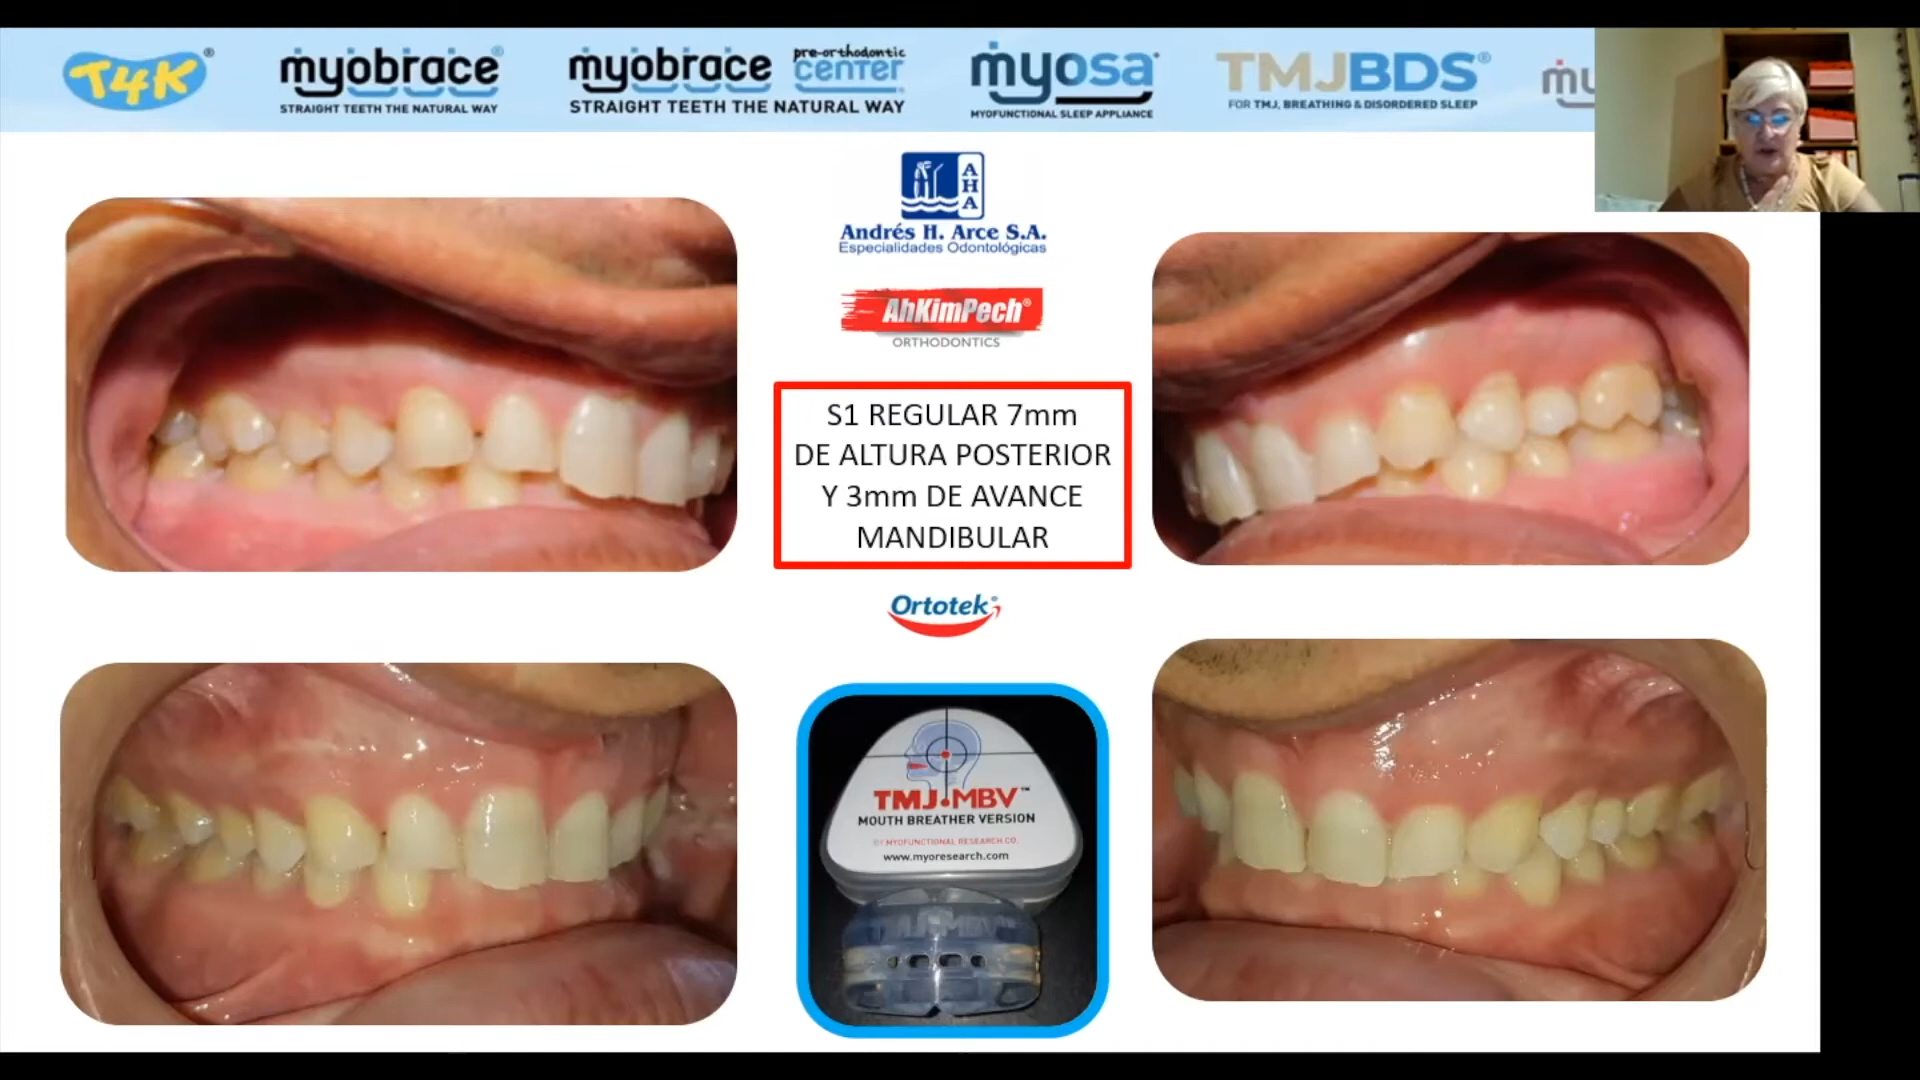 T4K®
myobrace®
STRAIGHT TEETH THE NATURAL WAY
myobrace pre-orthodontic center®
STRAIGHT TEETH THE NATURAL WAY
myosa®
MYOFUNCTIONAL SLEEP APPLIANCE
TMJBDS®
FOR TMJ, BREATHING & DISORDERED SLEEP
AHA
Andrés H. Arce S.A.
Especialidades Odontológicas
AhKimPech®
ORTHODONTICS
S1 REGULAR 7mm
DE ALTURA POSTERIOR
Y 3mm DE AVANCE
MANDIBULAR
Ortotek®
TMJ•MBV™
MOUTH BREATHER VERSION
BY MYOFUNCTIONAL RESEARCH CO.
www.myoresearch.com